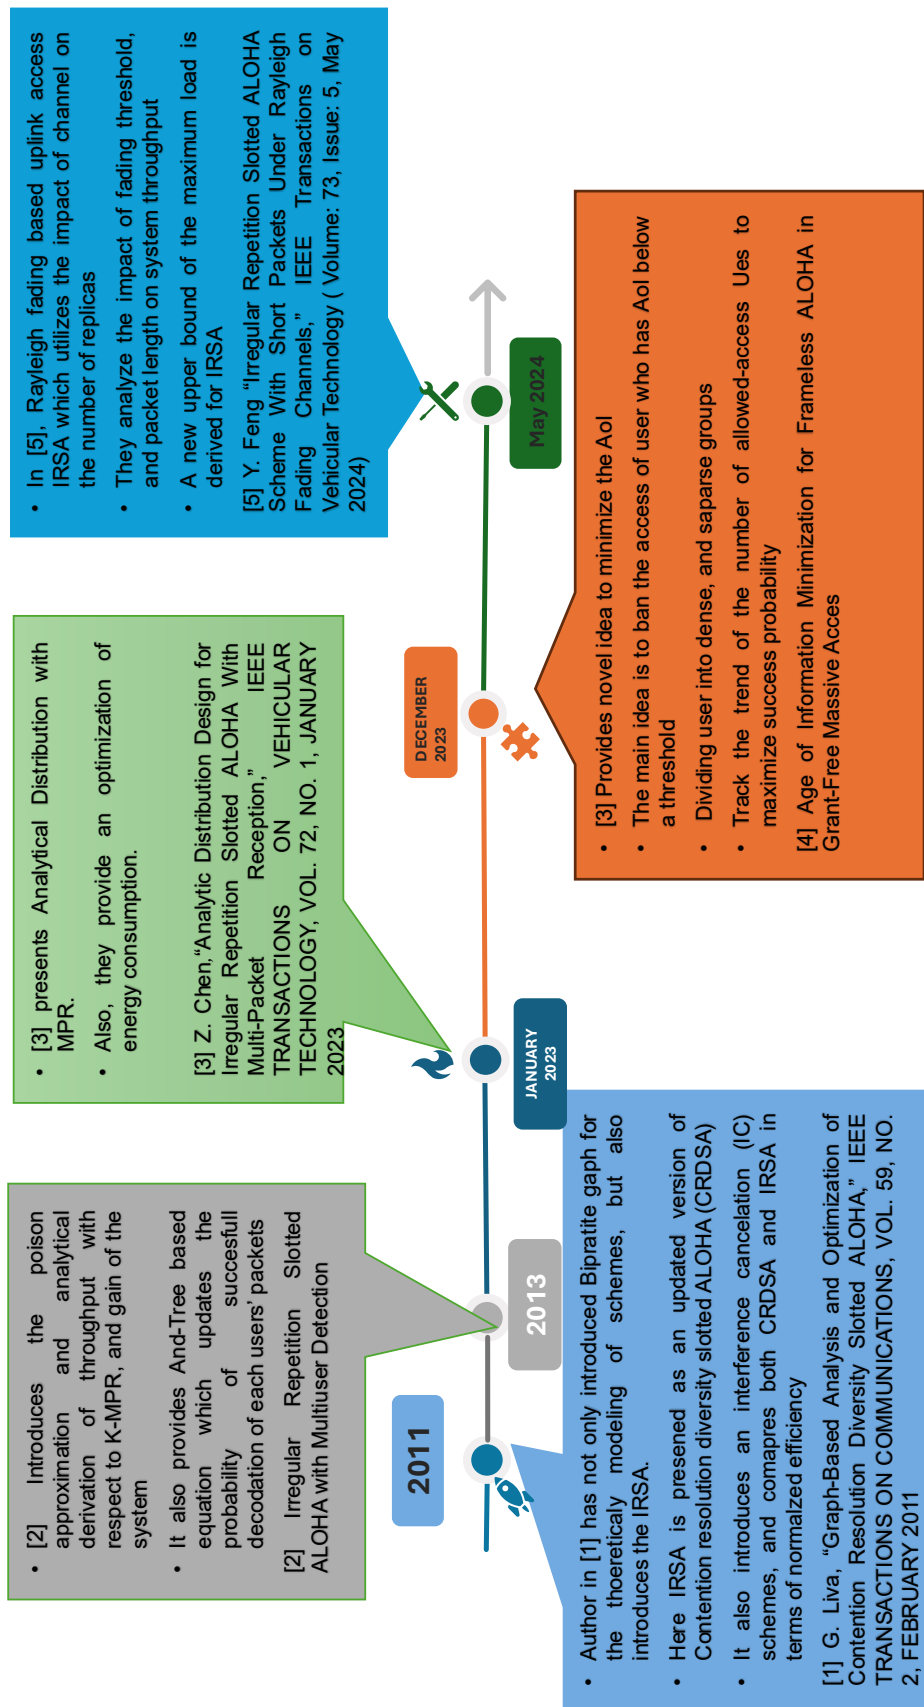 • [2] Introduces the poison
approximation and analytical
derivation of throughput with
respect to K-MPR, and gain of the
system
• It also provides And-Tree based
equation which updates the
probability of succesfull
decodation of each users' packets
[2] Irregular Repetition Slotted
ALOHA with Multiuser Detection
• [3] presents Analytical Distribution with
MPR.
• Also, they provide an optimization of
energy consumption.
[3] Z. Chen,“Analytic Distribution Design for
Irregular Repetition Slotted ALOHA With
Multi-Packet Reception,” IEEE
TRANSACTIONS ON VEHICULAR
TECHNOLOGY, VOL. 72, NO. 1, JANUARY
2023
• In [5], Rayleigh fading based uplink access
IRSA which utilizes the impact of channel on
the number of replicas
• They analyze the impact of fading threshold,
and packet length on system throughput
• A new upper bound of the maximum load is
derived for IRSA
[5] Y. Feng “Irregular Repetition Slotted ALOHA
Scheme With Short Packets Under Rayleigh
Fading Channels,” IEEE Transactions on
Vehicular Technology ( Volume: 73, Issue: 5, May
2024)
2011
2013
JANUARY
2023
DECEMBER
2023
May 2024
• Author in [1] has not only introduced Bipratite gaph for
the thoeretically modeling of schemes, but also
introduces the IRSA.
• Here IRSA is presened as an updated version of
Contention resolution diversity slotted ALOHA (CRDSA)
• It also introduces an interference cancelation (IC)
schemes, and comapres both CRDSA and IRSA in
terms of normalized efficiency
[1] G. Liva, “Graph-Based Analysis and Optimization of
Contention Resolution Diversity Slotted ALOHA,” IEEE
TRANSACTIONS ON COMMUNICATIONS, VOL. 59, NO.
2, FEBRUARY 2011
• [3] Provides novel idea to minimize the AoI
• The main idea is to ban the access of user who has AoI below
a threshold
• Dividing user into dense, and saparse groups
• Track the trend of the number of allowed-access Ues to
maximize success probability
[4] Age of Information Minimization for Frameless ALOHA in
Grant-Free Massive Acces